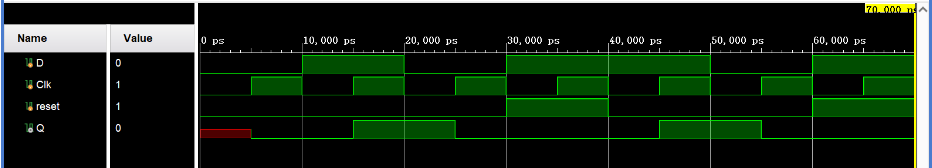 70,000 ns
Name Value
0 ps 10,000 ps 20,000 ps 30,000 ps 40,000 ps 50,000 ps 60,000 ps
D 0
Clk 1
reset 1
Q 0